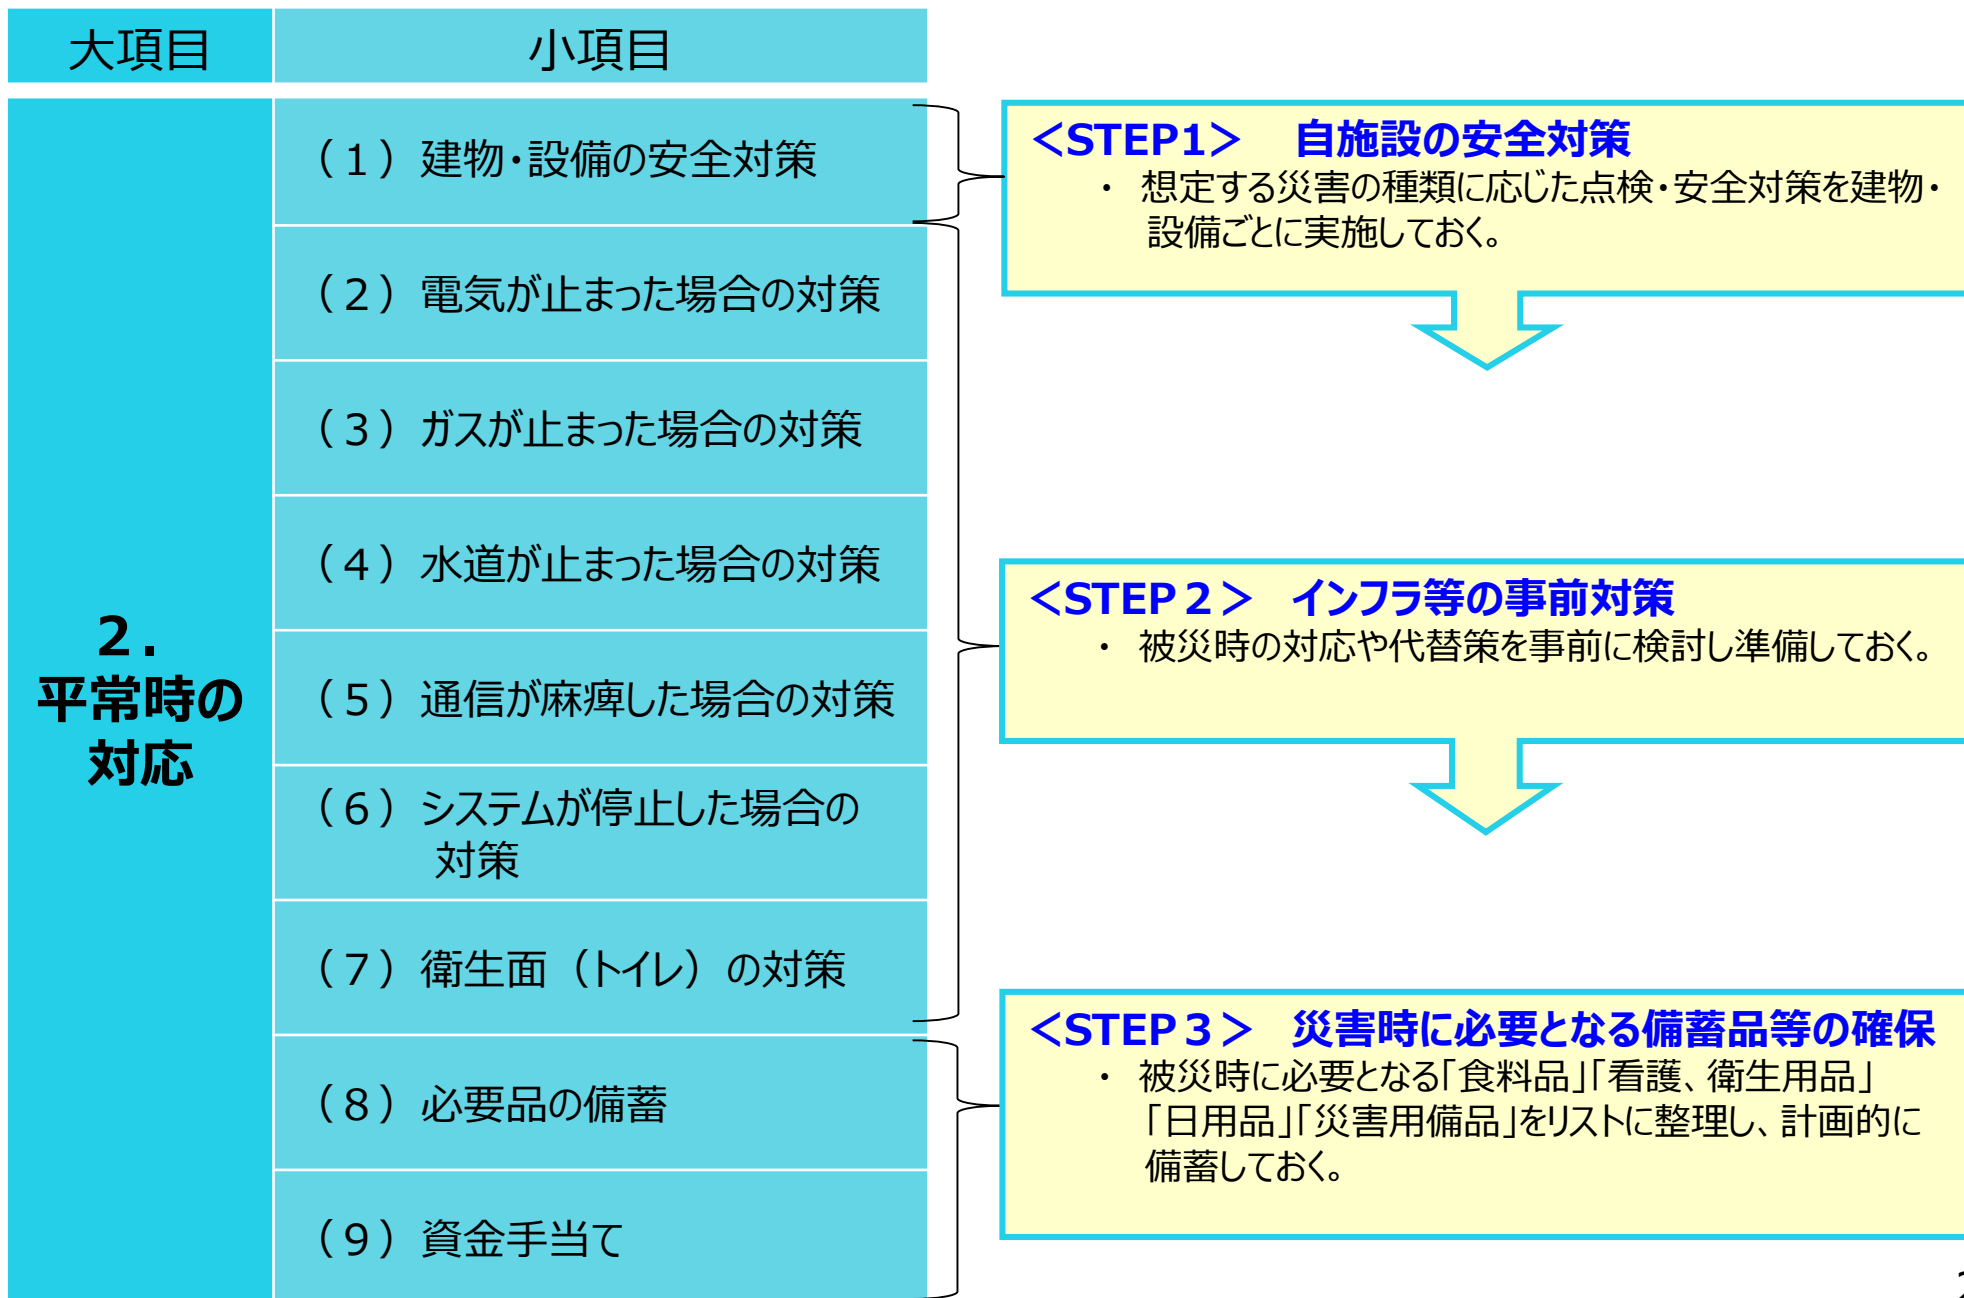 大項目
小項目
2．
平常時の
対応
（1）建物・設備の安全対策
（2）電気が止まった場合の対策
（3）ガスが止まった場合の対策
（4）水道が止まった場合の対策
（5）通信が麻痺した場合の対策
（6）システムが停止した場合の
対策
（7）衛生面（トイレ）の対策
（8）必要品の備蓄
（9）資金手当て
＜STEP1＞　自施設の安全対策
・ 想定する災害の種類に応じた点検・安全対策を建物・
設備ごとに実施しておく。
＜STEP２＞　インフラ等の事前対策
・ 被災時の対応や代替策を事前に検討し準備しておく。
＜STEP３＞　災害時に必要となる備蓄品等の確保
・ 被災時に必要となる「食料品」「看護、衛生用品」
「日用品」「災害用備品」をリストに整理し、計画的に
備蓄しておく。